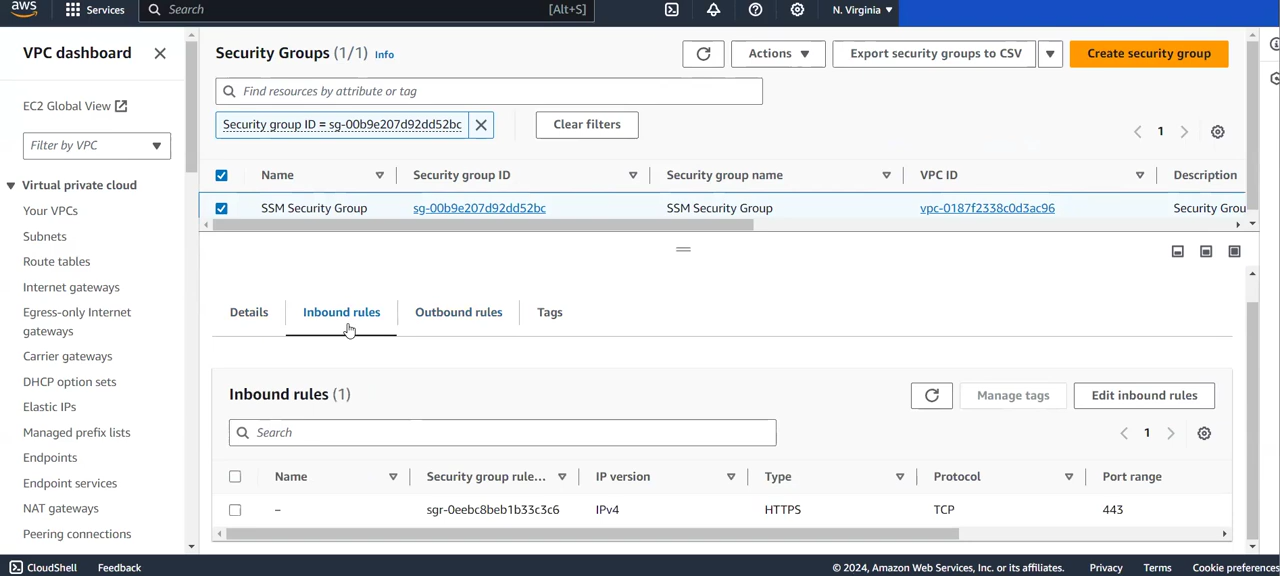 aws Services Search [Alt+S] N. Virginia
VPC dashboard
EC2 Global View
Filter by VPC
Virtual private cloud
Your VPCs
Subnets
Route tables
Internet gateways
Egress-only Internet
gateways
Carrier gateways
DHCP option sets
Elastic IPs
Managed prefix lists
Endpoints
Endpoint services
NAT gateways
Peering connections
Security Groups (1/1) Info Actions Export security groups to CSV Create security group
Find resources by attribute or tag
Security group ID = sg-00b9e207d92dd52bc Clear filters 1
Name Security group ID Security group name VPC ID Description
SSM Security Group sg-00b9e207d92dd52bc SSM Security Group vpc-0187f2338c0d3ac96 Security Grou
Details Inbound rules Outbound rules Tags
Inbound rules (1) Manage tags Edit inbound rules
Search 1
Name Security group rule... IP version Type Protocol Port range
– sgr-0eebc8beb1b33c3c6 IPv4 HTTPS TCP 443
CloudShell Feedback © 2024, Amazon Web Services, Inc. or its affiliates. Privacy Terms Cookie preferences